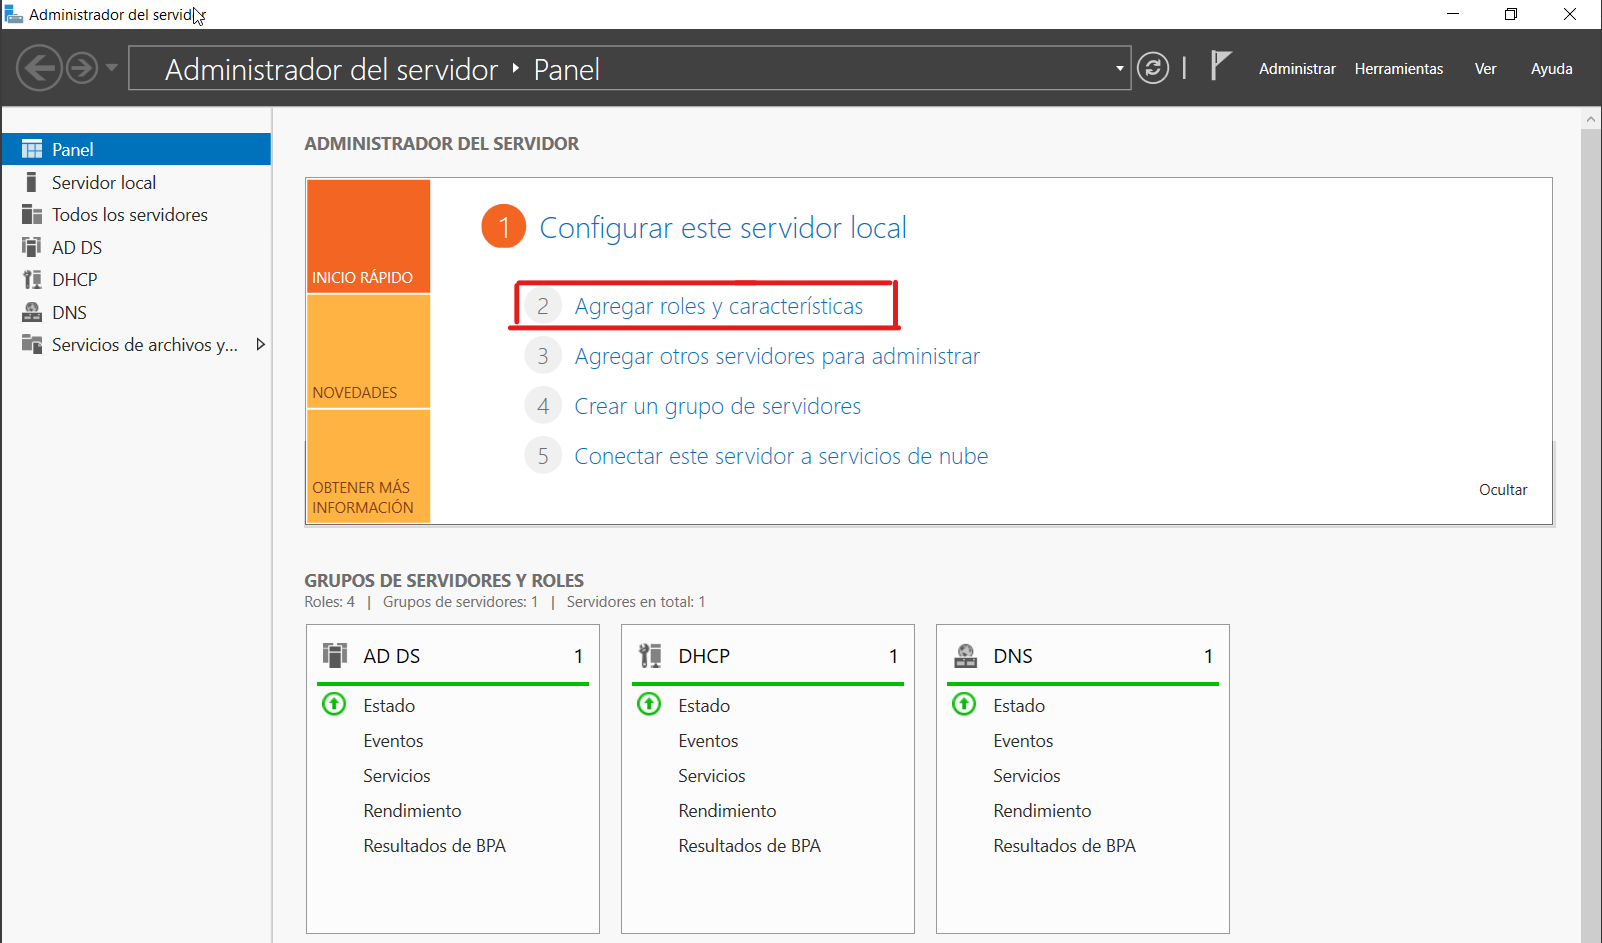 Administrador del servidor
Administrador del servidor ‣ Panel
Administrar Herramientas Ver Ayuda
Panel
Servidor local
Todos los servidores
AD DS
DHCP
DNS
Servicios de archivos y...
ADMINISTRADOR DEL SERVIDOR
INICIO RÁPIDO
NOVEDADES
OBTENER MÁS
INFORMACIÓN
1 Configurar este servidor local
2 Agregar roles y características
3 Agregar otros servidores para administrar
4 Crear un grupo de servidores
5 Conectar este servidor a servicios de nube
Ocultar
GRUPOS DE SERVIDORES Y ROLES
Roles: 4 | Grupos de servidores: 1 | Servidores en total: 1
AD DS 1
Estado
Eventos
Servicios
Rendimiento
Resultados de BPA
DHCP 1
Estado
Eventos
Servicios
Rendimiento
Resultados de BPA
DNS 1
Estado
Eventos
Servicios
Rendimiento
Resultados de BPA